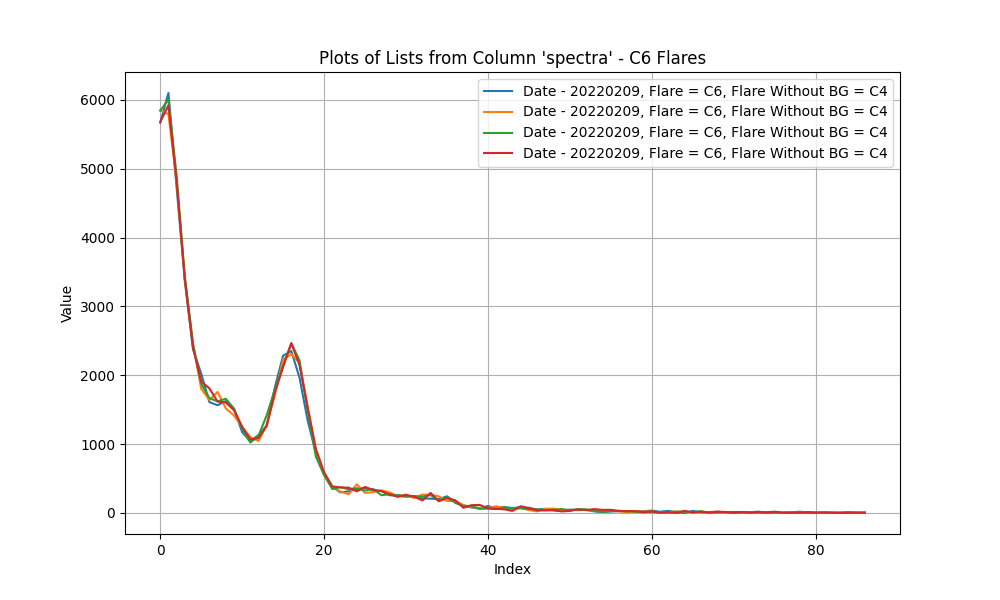 Plots of Lists from Column 'spectra' - C6 Flares
Date - 20220209, Flare = C6, Flare Without BG = C4
Date - 20220209, Flare = C6, Flare Without BG = C4
Date - 20220209, Flare = C6, Flare Without BG = C4
Date - 20220209, Flare = C6, Flare Without BG = C4
Value
6000
5000
4000
3000
2000
1000
0
0 20 40 60 80
Index